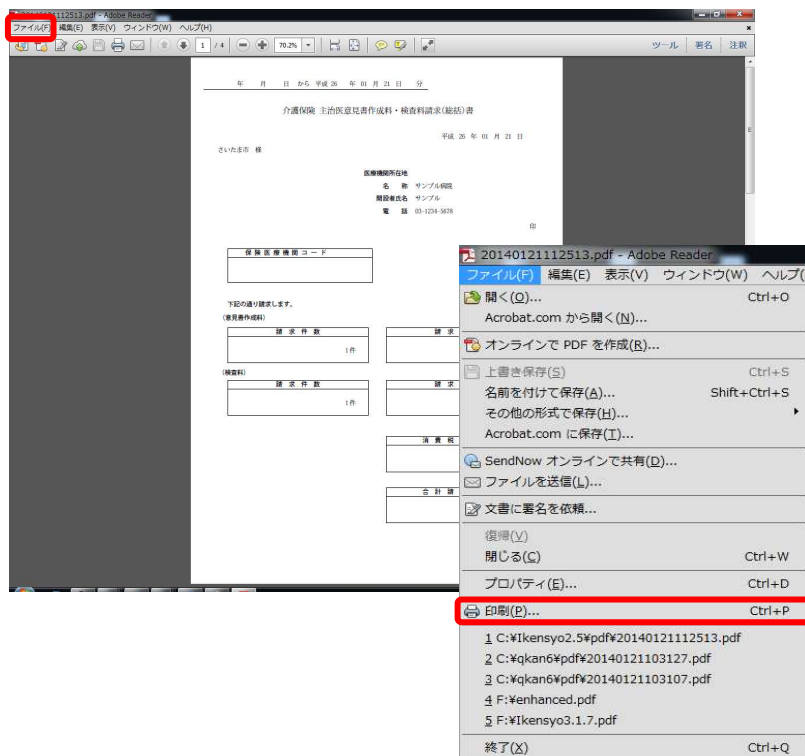 20140121112513.pdf - Adobe Reader
ファイル(F) 編集(E) 表示(V) ウィンドウ(W) ヘルプ(H)
1 / 4 70.2% ツール 署名 注釈
年 月 日 から 平成 26 年 01 月 21 日 分
介護保険 主治医意見書作成料・検査料請求(総括)書
平成 26 年 01 月 21 日
さいたま市 様
医療機関所在地
名 称 サンプル病院
開設者氏名 サンプル
電 話 03-1234-5678
印
保 険 医 療 機 関 コ ー ド
下記の通り請求します。
(意見書作成料)
請 求 件 数 請 求
1件
(検査料)
請 求 件 数 請 求
1件
消 費 税
合 計 請
20140121112513.pdf - Adobe Reader
ファイル(F) 編集(E) 表示(V) ウィンドウ(W) ヘルプ(
開く(O)... Ctrl+O
Acrobat.com から開く(N)...
オンラインで PDF を作成(R)...
上書き保存(S) Ctrl+S
名前を付けて保存(A)... Shift+Ctrl+S
その他の形式で保存(H)...
Acrobat.com に保存(T)...
SendNow オンラインで共有(D)...
ファイルを送信(L)...
文書に署名を依頼...
復帰(V)
閉じる(C) Ctrl+W
プロパティ(E)... Ctrl+D
印刷(P)... Ctrl+P
1 C:¥Ikensyo2.5¥pdf¥20140121112513.pdf
2 C:¥qkan6¥pdf¥20140121103127.pdf
3 C:¥qkan6¥pdf¥20140121103107.pdf
4 F:¥enhanced.pdf
5 F:¥Ikensyo3.1.7.pdf
終了(X) Ctrl+Q